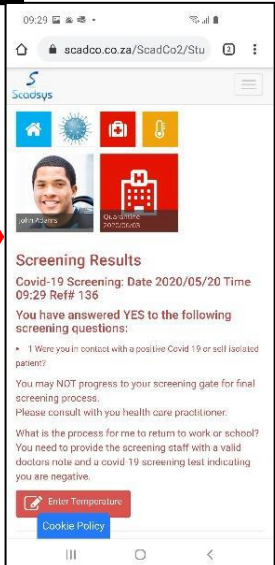 09:29
scadco.co.za/ScadCo2/Stu
2
S
Scadsys
H
John Adams
Quarantine
2020/06/03
Screening Results
Covid-19 Screening: Date 2020/05/20 Time
09:29 Ref# 136
You have answered YES to the following
screening questions:
• 1 Were you in contact with a positive Covid 19 or self isolated
patient?
You may NOT progress to your screening gate for final
screening process.
Please consult with you health care practitioner.
What is the process for me to return to work or school?
You need to provide the screening staff with a valid
doctors note and a covid-19 screening test indicating
you are negative.
Enter Temperature
Cookie Policy